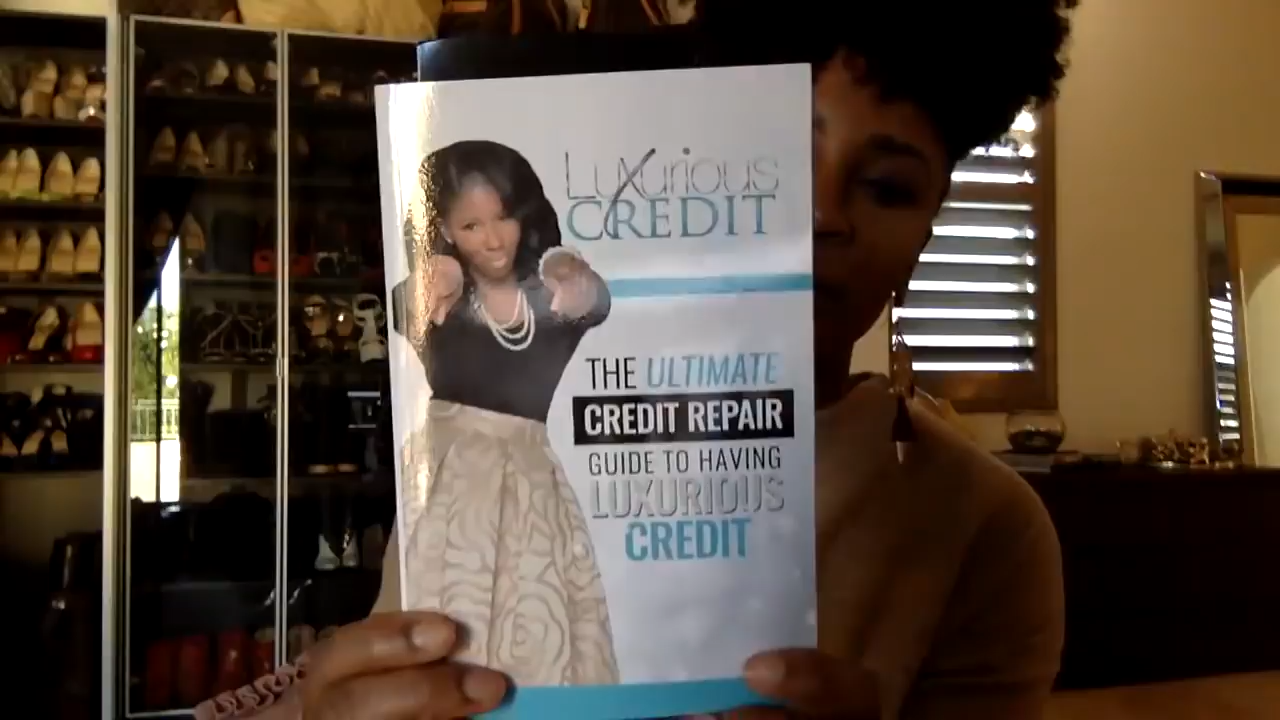 Luxurious
CREDIT
THE ULTIMATE
CREDIT REPAIR
GUIDE TO HAVING
LUXURIOUS
CREDIT